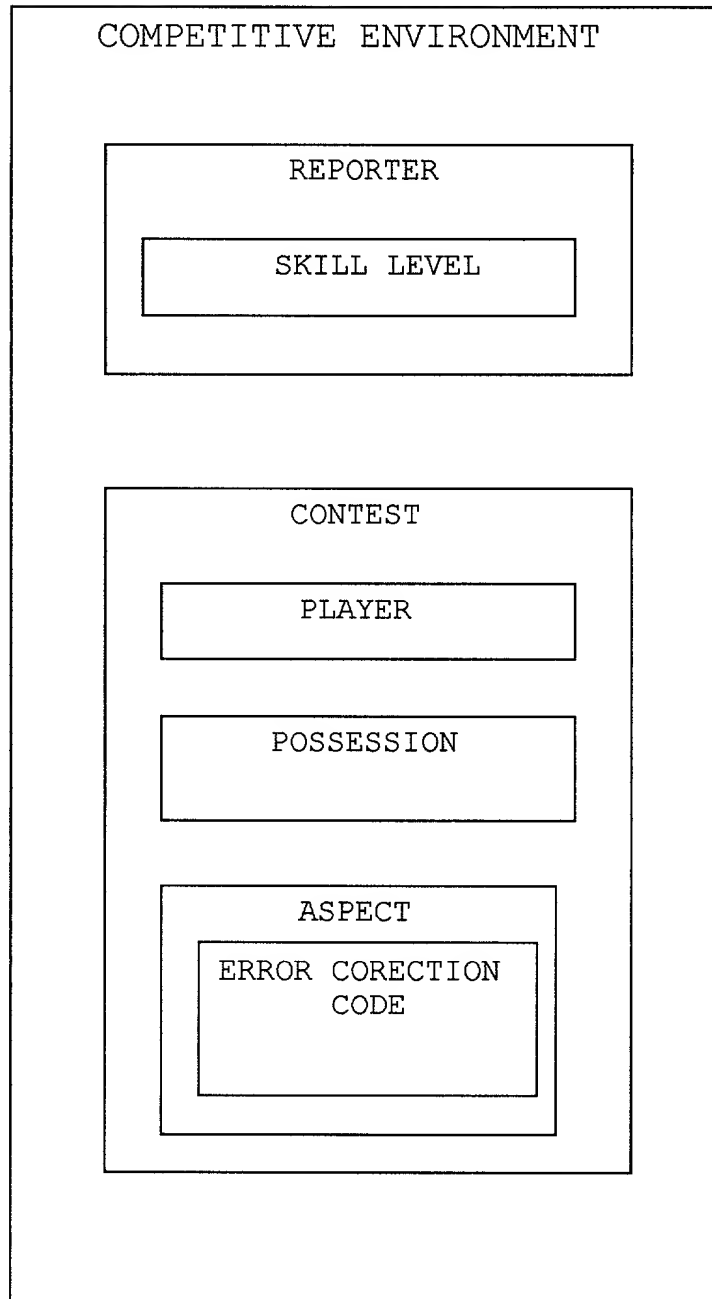 COMPETITIVE ENVIRONMENT
REPORTER
SKILL LEVEL
CONTEST
PLAYER
POSSESSION
ASPECT
ERROR CORECTION
CODE